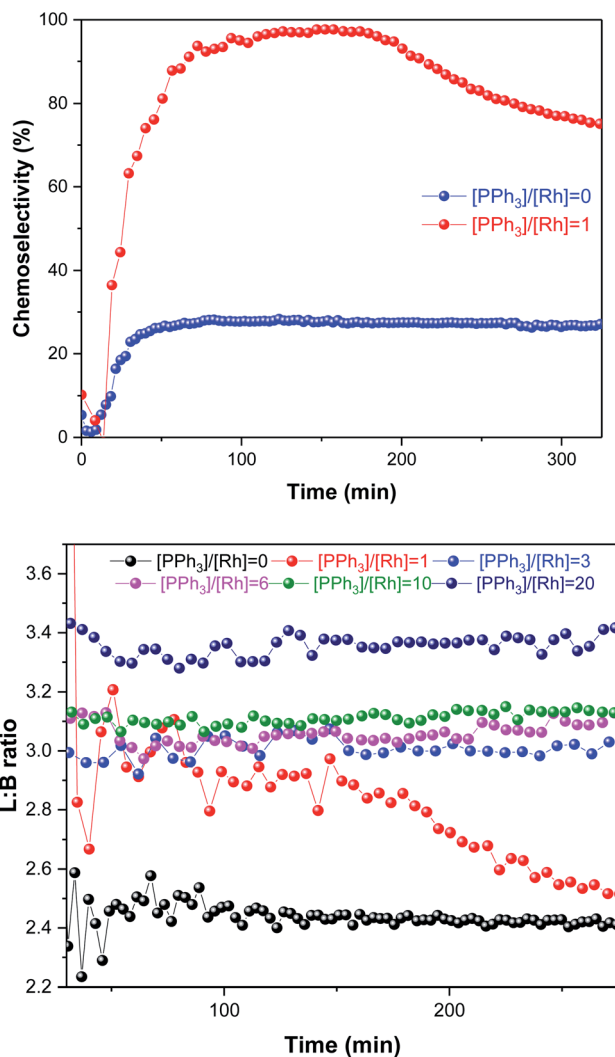 100
80
60
40
20
0
Chemoselectivity (%)
[PPh₃]/[Rh]=0
[PPh₃]/[Rh]=1
0 100 200 300
Time (min)
[PPh₃]/[Rh]=0 [PPh₃]/[Rh]=1 [PPh₃]/[Rh]=3
[PPh₃]/[Rh]=6 [PPh₃]/[Rh]=10 [PPh₃]/[Rh]=20
3.6
3.4
3.2
3.0
2.8
2.6
2.4
2.2
L:B ratio
100 200
Time (min)